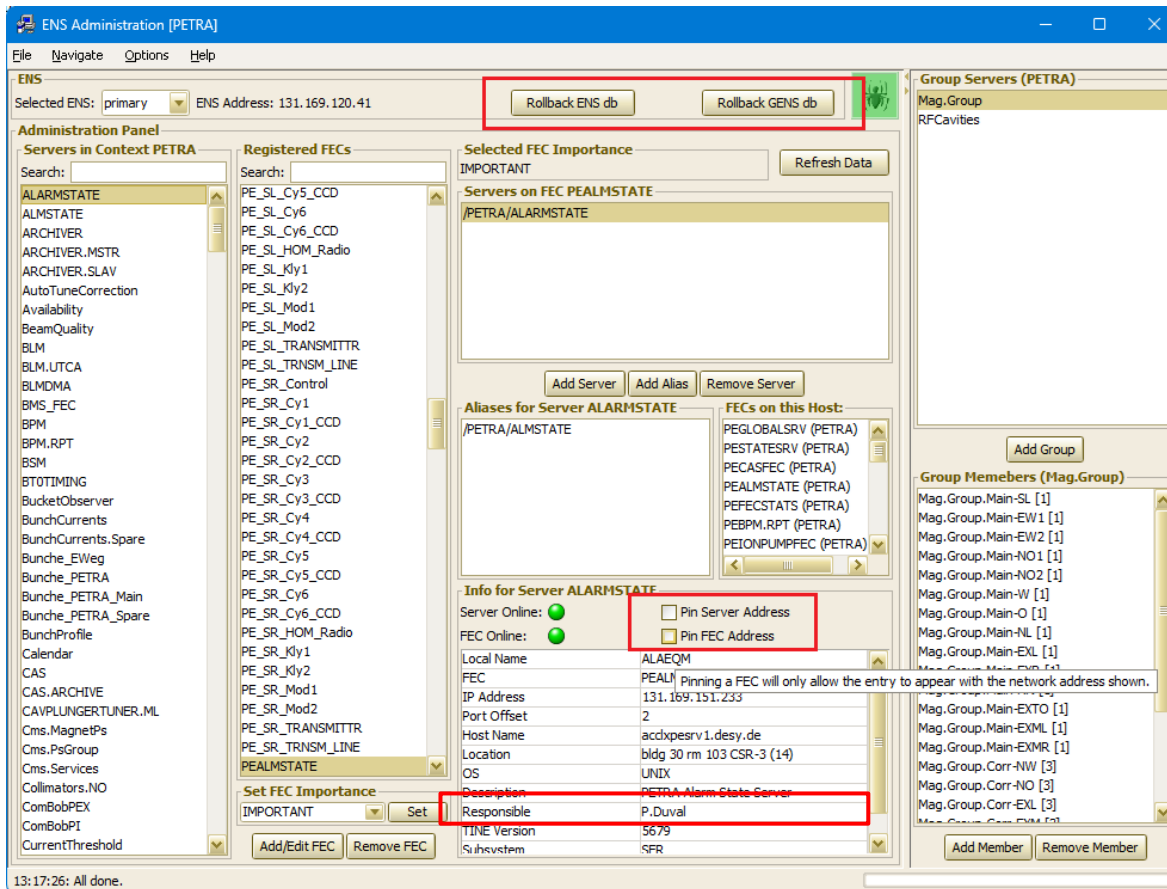 ENS Administration [PETRA]
File Navigate Options Help
ENS
Selected ENS: primary ENS Address: 131.169.120.41 Rollback ENS db Rollback GENS db
Administration Panel
Servers in Context PETRA
Search:
ALARMSTATE
ALMSTATE
ARCHIVER
ARCHIVER.MSTR
ARCHIVER.SLAV
AutoTuneCorrection
Availability
BeamQuality
BLM
BLM.UTCA
BLMDMA
BMS_FEC
BPM
BPM.RPT
BSM
BT0TIMING
BucketObserver
BunchCurrents
BunchCurrents.Spare
Bunche_EWeg
Bunche_PETRA
Bunche_PETRA_Main
Bunche_PETRA_Spare
BunchProfile
Calendar
CAS
CAS.ARCHIVE
CAVPLUNGERTUNER.ML
Cms.MagnetPs
Cms.PsGroup
Cms.Services
Collimators.NO
ComBobPEX
ComBobPI
CurrentThreshold
Registered FECs
Search:
PE_SL_Cy5_CCD
PE_SL_Cy6
PE_SL_Cy6_CCD
PE_SL_HOM_Radio
PE_SL_Kly1
PE_SL_Kly2
PE_SL_Mod1
PE_SL_Mod2
PE_SL_TRANSMITTR
PE_SL_TRNSM_LINE
PE_SR_Control
PE_SR_Cy1
PE_SR_Cy1_CCD
PE_SR_Cy2
PE_SR_Cy2_CCD
PE_SR_Cy3
PE_SR_Cy3_CCD
PE_SR_Cy4
PE_SR_Cy4_CCD
PE_SR_Cy5
PE_SR_Cy5_CCD
PE_SR_Cy6
PE_SR_Cy6_CCD
PE_SR_HOM_Radio
PE_SR_Kly1
PE_SR_Kly2
PE_SR_Mod1
PE_SR_Mod2
PE_SR_TRANSMITTR
PE_SR_TRNSM_LINE
PEALMSTATE
Set FEC Importance
IMPORTANT Set
Add/Edit FEC Remove FEC
Selected FEC Importance
IMPORTANT
Refresh Data
Servers on FEC PEALMSTATE
/PETRA/ALARMSTATE
Add Server Add Alias Remove Server
Aliases for Server ALARMSTATE
/PETRA/ALMSTATE
FECs on this Host:
PEGLOBALSRV (PETRA)
PESTATESRV (PETRA)
PECASFEC (PETRA)
PEALMSTATE (PETRA)
PEFECSTATS (PETRA)
PEBPM.RPT (PETRA)
PEIONPUMPFEC (PETRA)
Info for Server ALARMSTATE
Server Online: Pin Server Address
FEC Online: Pin FEC Address
Local Name ALAEQM
FEC
Pinning a FEC will only allow the entry to appear with the network address shown.
IP Address 131.169.151.233
Port Offset 2
Host Name acclxpesrv1.desy.de
Location bldg 30 rm 103 CSR-3 (14)
OS UNIX
Description PETRA Alarm State Server
Responsible P.Duval
TINE Version 5679
Subsystem SER
Group Servers (PETRA)
Mag.Group
RFCavities
Add Group
Group Memebers (Mag.Group)
Mag.Group.Main-SL [1]
Mag.Group.Main-EW1 [1]
Mag.Group.Main-EW2 [1]
Mag.Group.Main-NO1 [1]
Mag.Group.Main-NO2 [1]
Mag.Group.Main-W [1]
Mag.Group.Main-O [1]
Mag.Group.Main-NL [1]
Mag.Group.Main-EXL [1]
Mag.Group.Main-EXTO [1]
Mag.Group.Main-EXML [1]
Mag.Group.Main-EXMR [1]
Mag.Group.Corr-NW [3]
Mag.Group.Corr-NO [3]
Mag.Group.Corr-EXL [3]
Mag.Group.Corr-EXM [3]
Add Member Remove Member
13:17:26: All done.